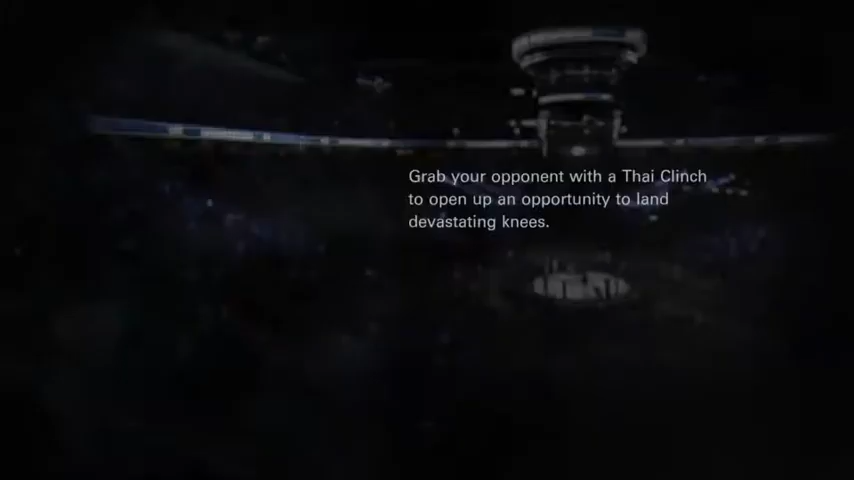 Grab your opponent with a Thai Clinch
to open up an opportunity to land
devastating knees.